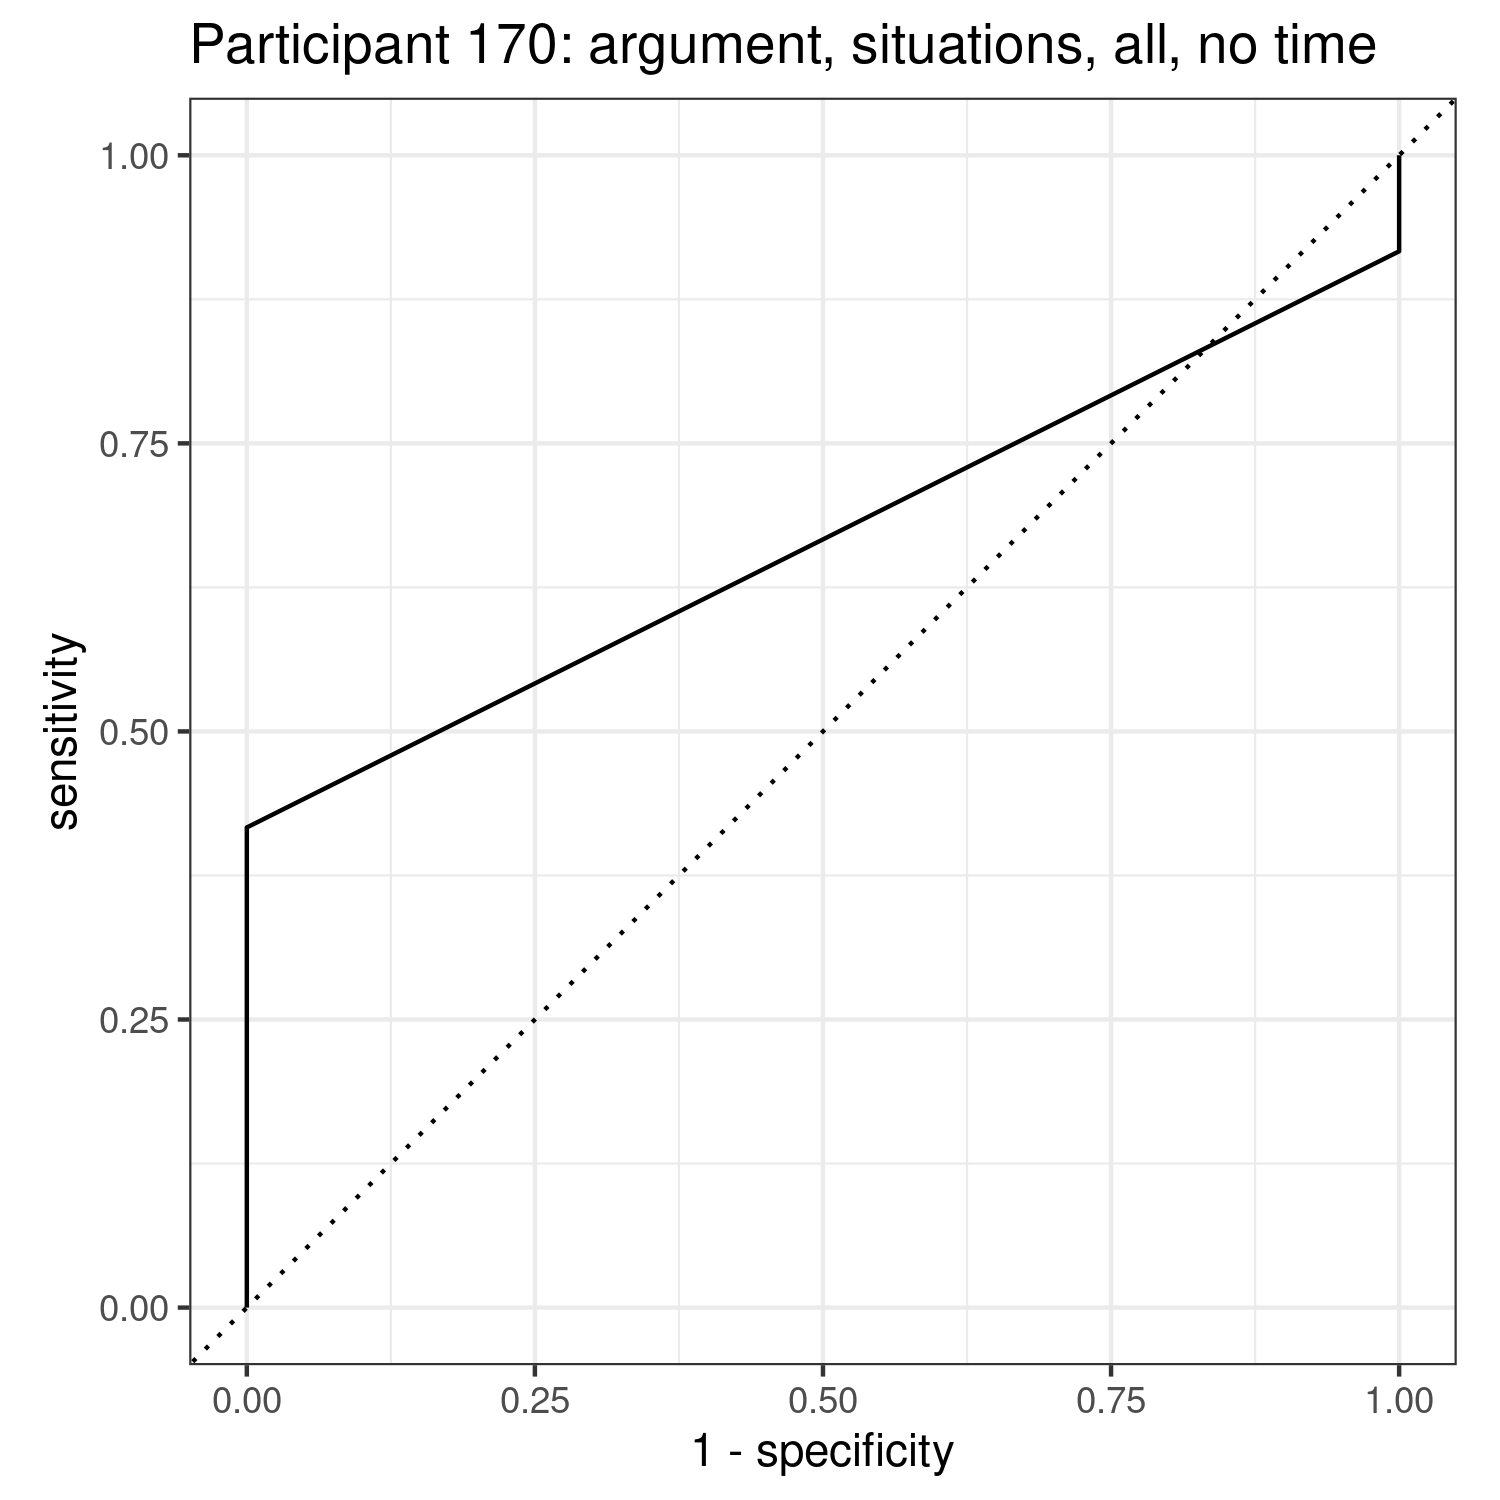 Participant 170: argument, situations, all, no time
1.00
0.75
0.50
0.25
0.00
sensitivity
0.00 0.25 0.50 0.75 1.00
1 - specificity